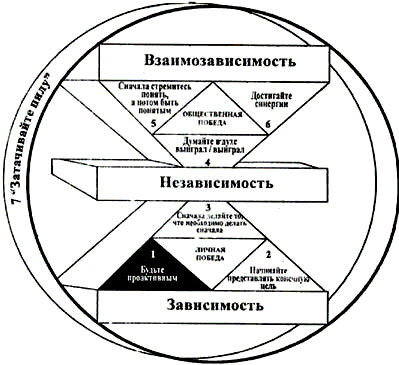 7 "Затачивайте пилу"
Взаимозависимость
Сначала стремитесь
понять,
а потом быть
понятым
5
ОБЩЕСТВЕННАЯ
ПОБЕДА
Достигайте
синергии
6
Думайте в духе
выиграл / выиграл
4
Независимость
3
Сначала делайте то,
что необходимо делать
сначала
1
Будьте
проактивным
ЛИЧНАЯ
ПОБЕДА
2
Начинайте
представлять конечную
цель
Зависимость